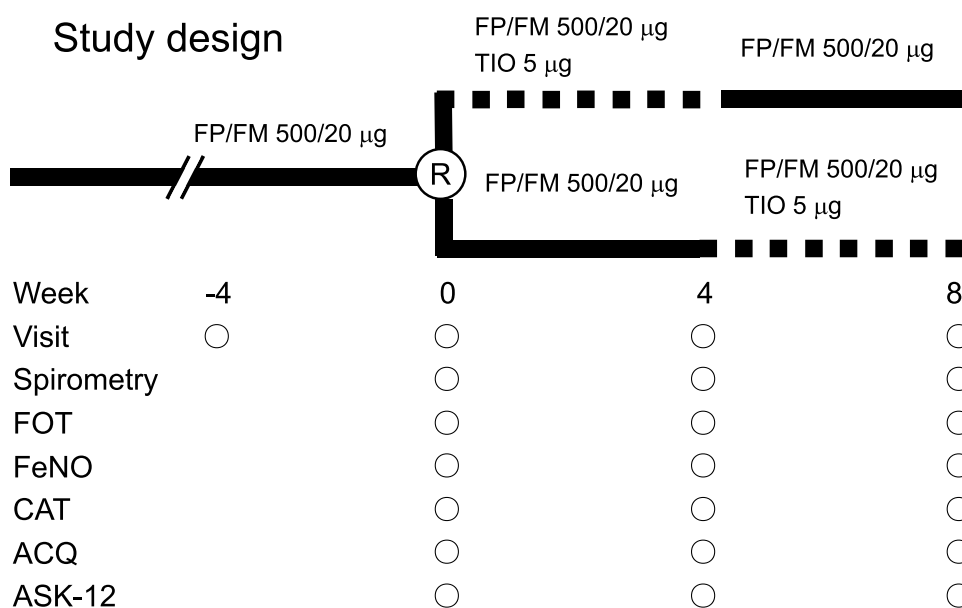 Study design
FP/FM 500/20 μg
TIO 5 μg
FP/FM 500/20 μg
FP/FM 500/20 μg
R
FP/FM 500/20 μg
FP/FM 500/20 μg
TIO 5 μg
Week -4 0 4 8
Visit
Spirometry
FOT
FeNO
CAT
ACQ
ASK-12